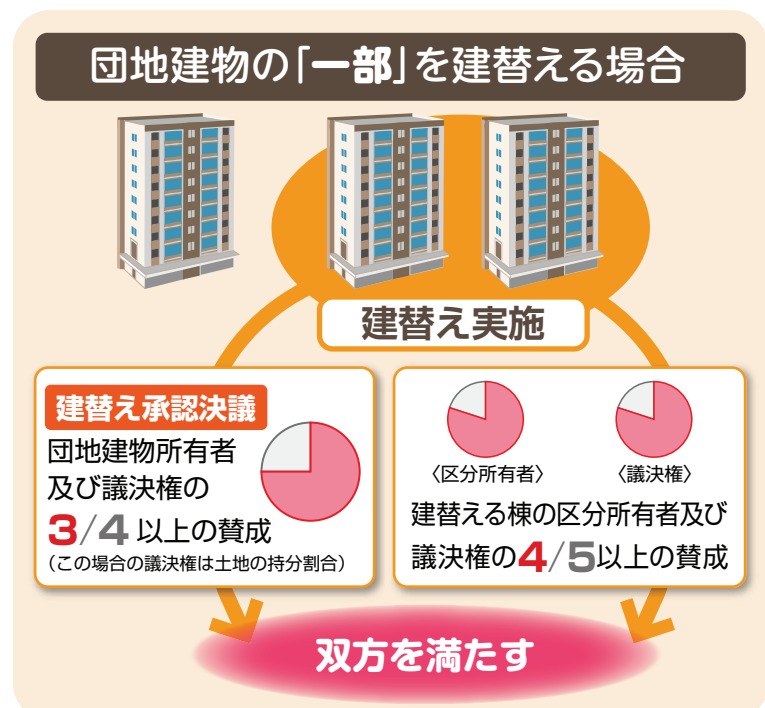 団地建物の「一部」を建替える場合
建替え実施
建替え承認決議
団地建物所有者
及び議決権の
3/4以上の賛成
(この場合の議決権は土地の持分割合)
〈区分所有者〉
〈議決権〉
建替える棟の区分所有者及び
議決権の4/5以上の賛成
双方を満たす